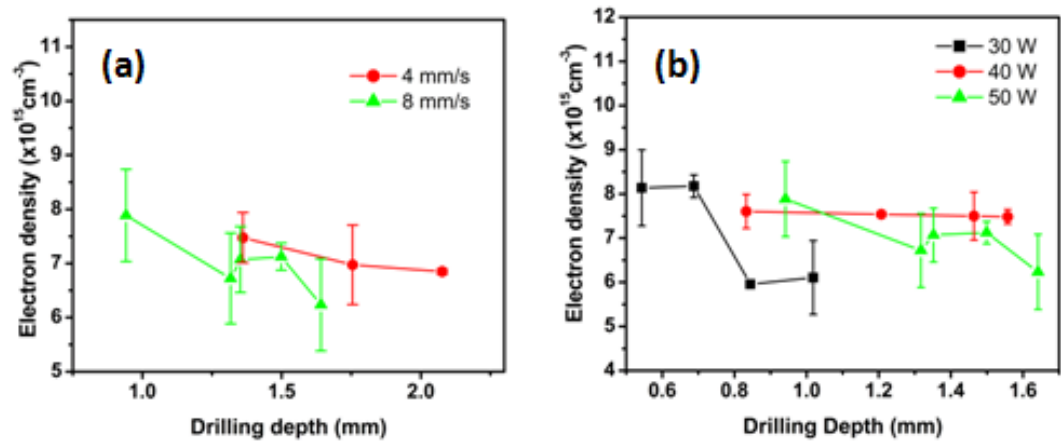 (a)
4 mm/s
8 mm/s
Electron density (x10¹⁵cm⁻³)
11
10
9
8
7
6
5
1.0 1.5 2.0
Drilling depth (mm)
(b)
30 W
40 W
50 W
Electron density (x10¹⁵cm⁻³)
12
11
10
9
8
7
6
5
4
0.6 0.8 1.0 1.2 1.4 1.6
Drilling Depth (mm)